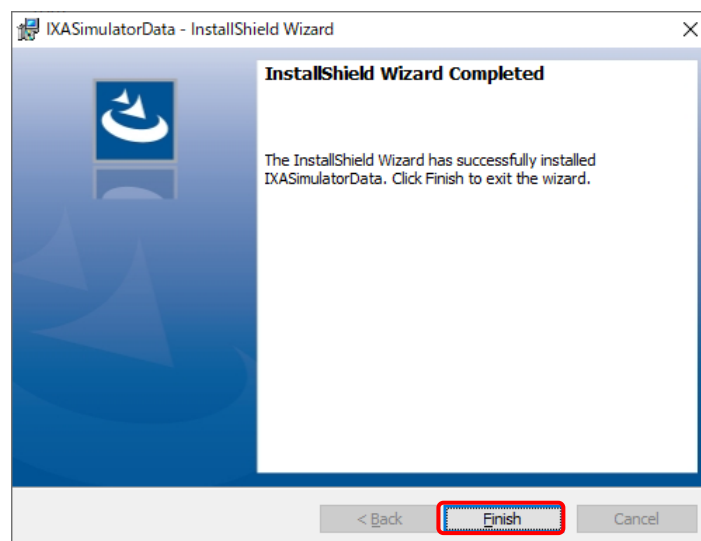 IXASimulatorData - InstallShield Wizard
InstallShield Wizard Completed
The InstallShield Wizard has successfully installed
IXASimulatorData. Click Finish to exit the wizard.
< Back
Finish
Cancel